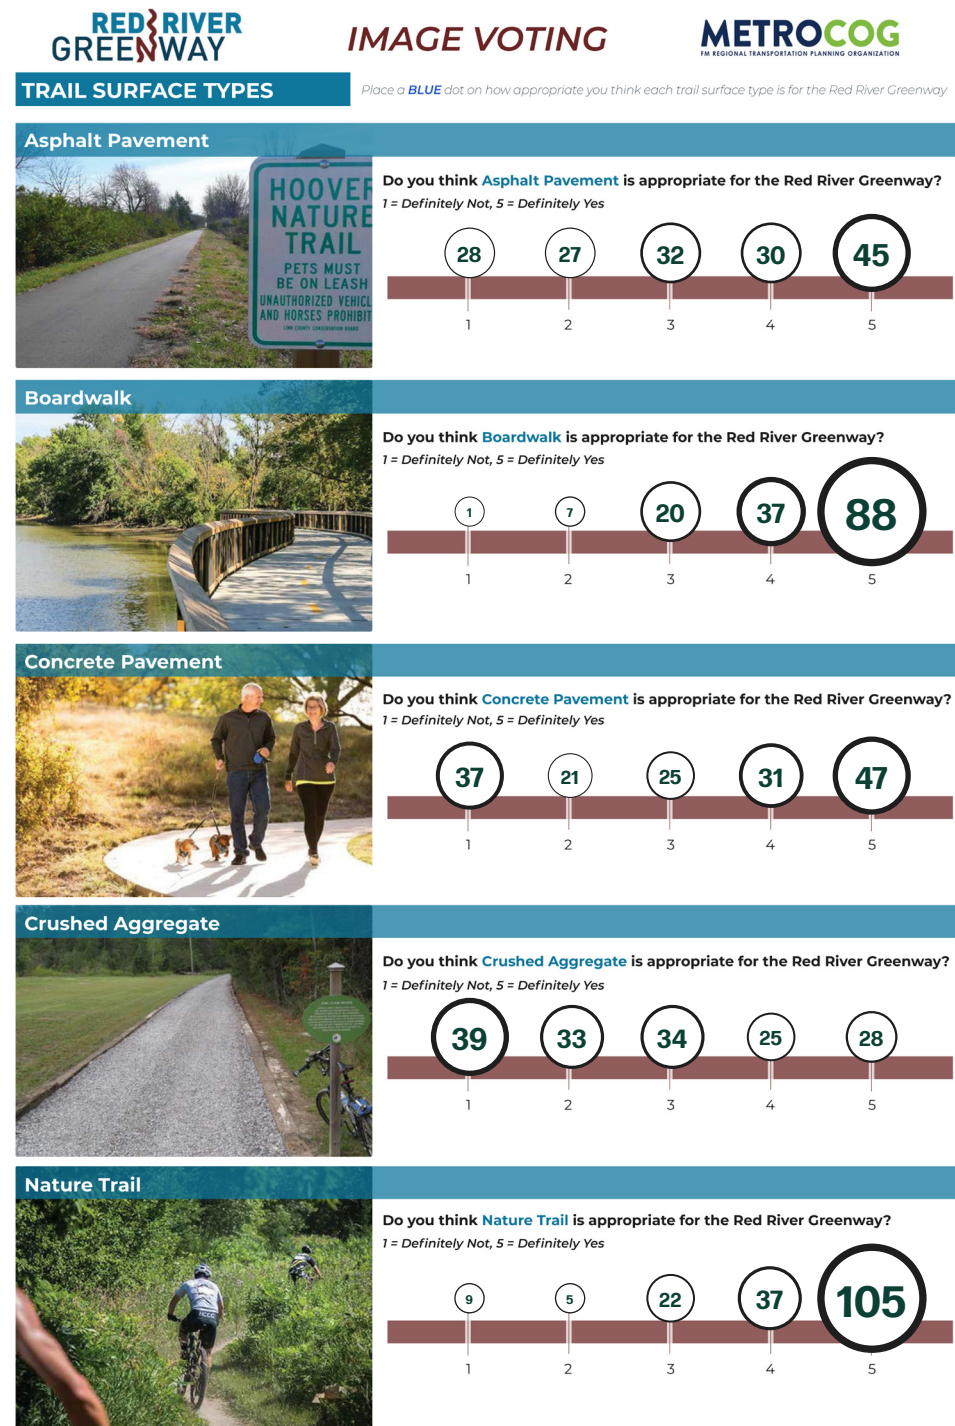 RED RIVER
GREENWAY
IMAGE VOTING
METROCOG
FM REGIONAL TRANSPORTATION PLANNING ORGANIZATION
TRAIL SURFACE TYPES
Place a BLUE dot on how appropriate you think each trail surface type is for the Red River Greenway
Asphalt Pavement
HOOVER
NATURE
TRAIL
PETS MUST
BE ON LEASH
UNAUTHORIZED VEHICL
AND HORSES PROHIBIT
LINN COUNTY CONSERVATION BOARD
Do you think Asphalt Pavement is appropriate for the Red River Greenway?
1 = Definitely Not, 5 = Definitely Yes
28 27 32 30 45
1 2 3 4 5
Boardwalk
Do you think Boardwalk is appropriate for the Red River Greenway?
1 = Definitely Not, 5 = Definitely Yes
1 7 20 37 88
1 2 3 4 5
Concrete Pavement
Do you think Concrete Pavement is appropriate for the Red River Greenway?
1 = Definitely Not, 5 = Definitely Yes
37 21 25 31 47
1 2 3 4 5
Crushed Aggregate
Do you think Crushed Aggregate is appropriate for the Red River Greenway?
1 = Definitely Not, 5 = Definitely Yes
39 33 34 25 28
1 2 3 4 5
Nature Trail
Do you think Nature Trail is appropriate for the Red River Greenway?
1 = Definitely Not, 5 = Definitely Yes
9 5 22 37 105
1 2 3 4 5